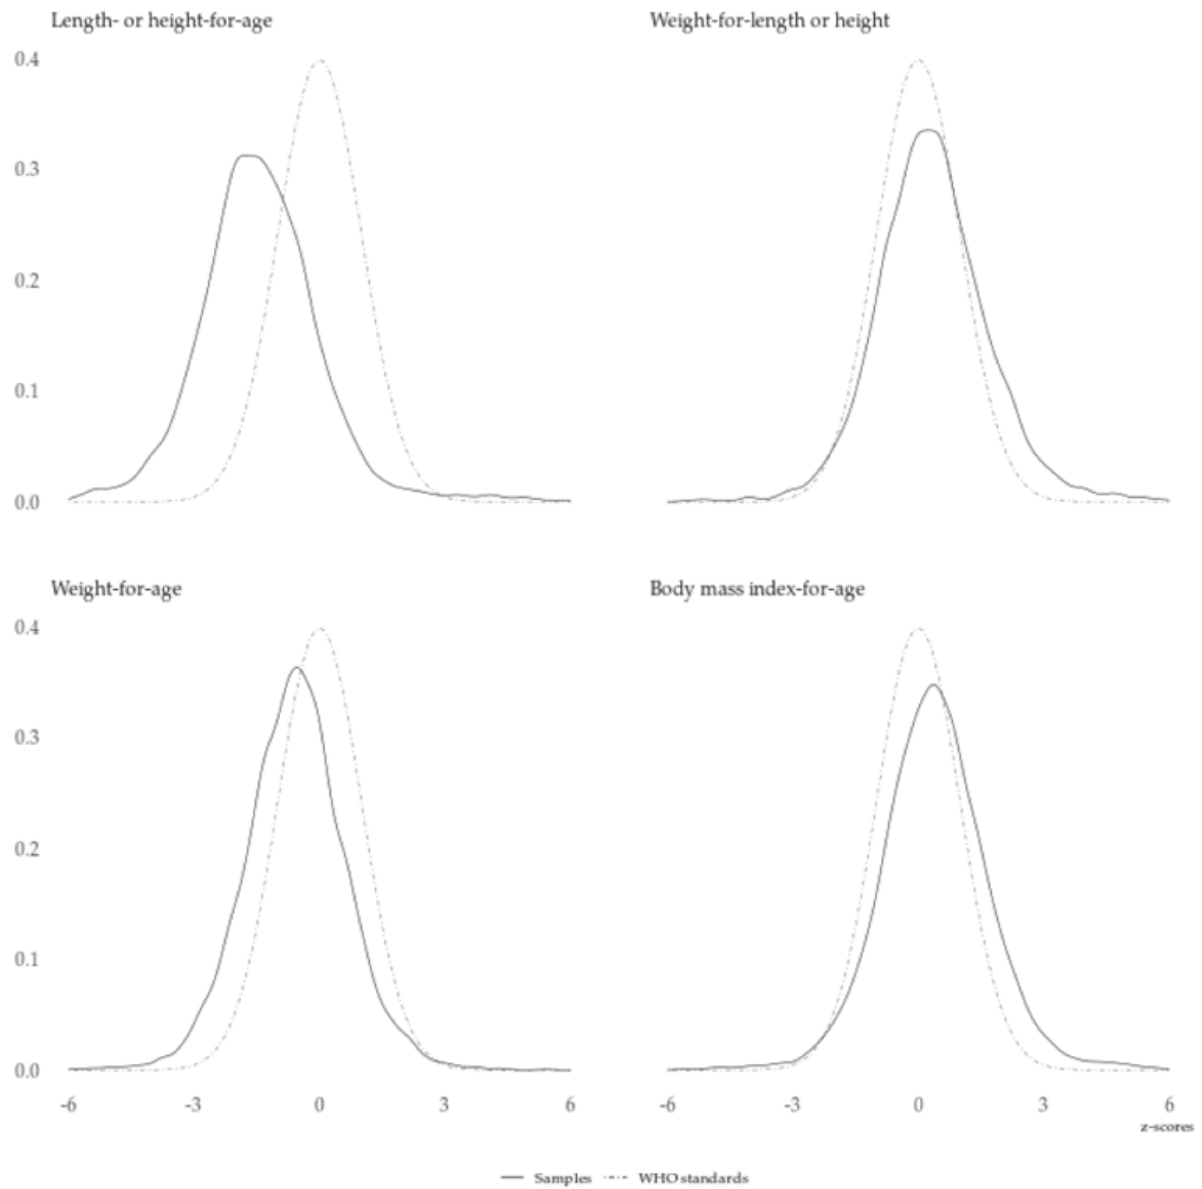 Length- or height-for-age
Weight-for-length or height
0.4
0.3
0.2
0.1
0.0
Weight-for-age
Body mass index-for-age
0.4
0.3
0.2
0.1
0.0
-6 -3 0 3 6
-6 -3 0 3 6
z-scores
Samples WHO standards